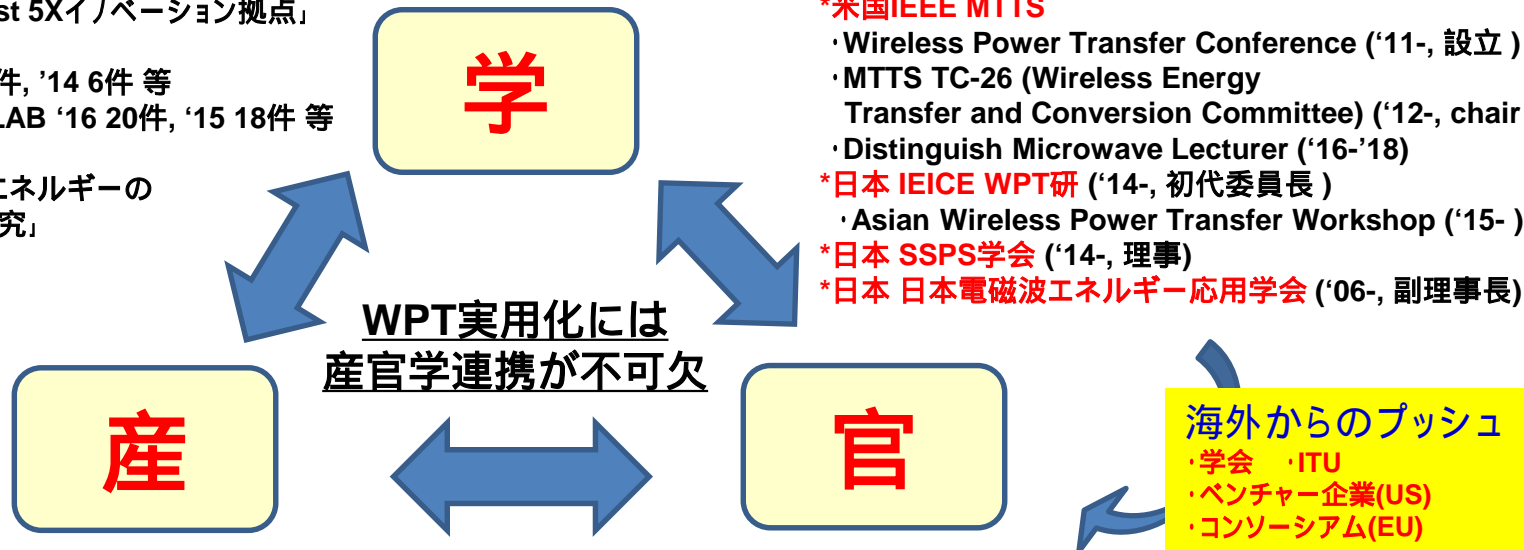 st 5Xイノベーション拠点」
件, ’14 6件 等
LAB ‘16 20件, ‘15 18件 等
エネルギーの
究」
学
*米国IEEE MTTS
・Wireless Power Transfer Conference (‘11-, 設立 )
・MTTS TC-26 (Wireless Energy
Transfer and Conversion Committee) (‘12-, chair
・Distinguish Microwave Lecturer (‘16-’18)
*日本 IEICE WPT研 (‘14-, 初代委員長 )
・Asian Wireless Power Transfer Workshop (‘15- )
*日本 SSPS学会 (‘14-, 理事)
*日本 日本電磁波エネルギー応用学会 (‘06-, 副理事長)
WPT実用化には
産官学連携が不可欠
産
官
海外からのプッシュ
・学会 ・ITU
・ベンチャー企業(US)
・コンソーシアム(EU)